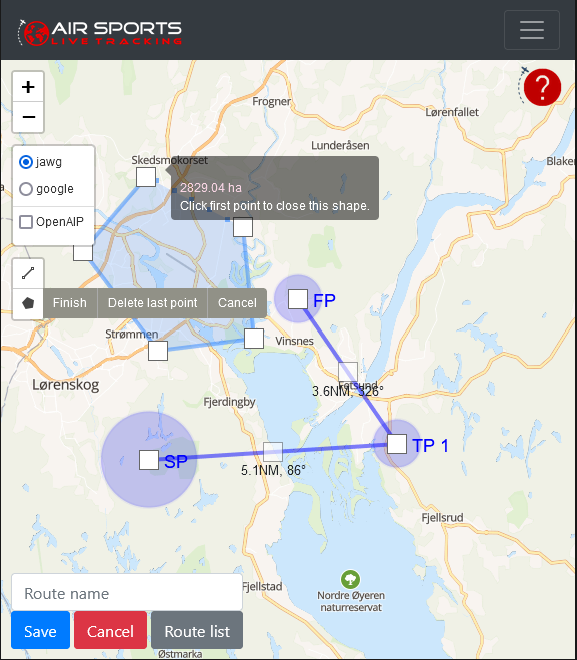 AIR SPORTS
LIVE TRACKING
+
−
?
Frogner
Lørenfallet
Lunderåsen
Skedsmokorset
Blaker
jawg
google
OpenAIP
2829.04 ha
Click first point to close this shape.
Finish
Delete last point
Cancel
FP
Strømmen
Vinsnes
Lørenskog
Fetsund
3.6NM, 326°
Fjerdingby
TP 1
SP
5.1NM, 86°
Fjellsrud
Fjellstad
Nordre Øyeren
naturreservat
Route name
Save
Cancel
Route list
Østmarka